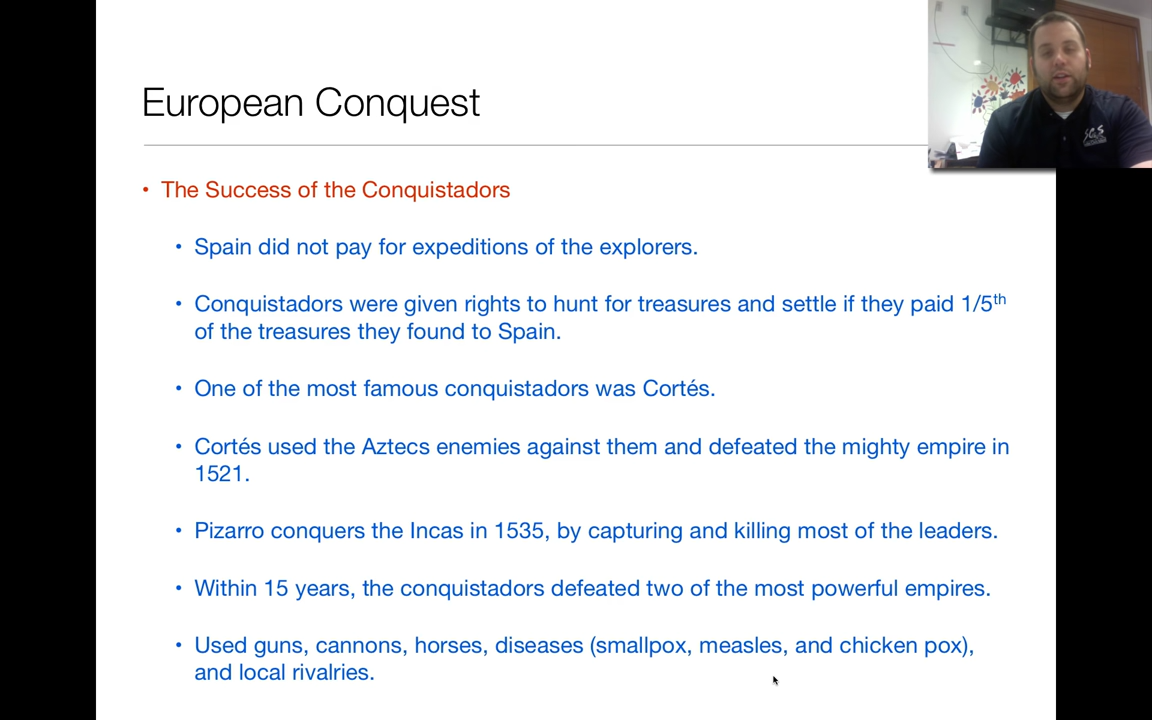 European Conquest
• The Success of the Conquistadors
• Spain did not pay for expeditions of the explorers.
• Conquistadors were given rights to hunt for treasures and settle if they paid 1/5th
of the treasures they found to Spain.
• One of the most famous conquistadors was Cortés.
• Cortés used the Aztecs enemies against them and defeated the mighty empire in
1521.
• Pizarro conquers the Incas in 1535, by capturing and killing most of the leaders.
• Within 15 years, the conquistadors defeated two of the most powerful empires.
• Used guns, cannons, horses, diseases (smallpox, measles, and chicken pox),
and local rivalries.